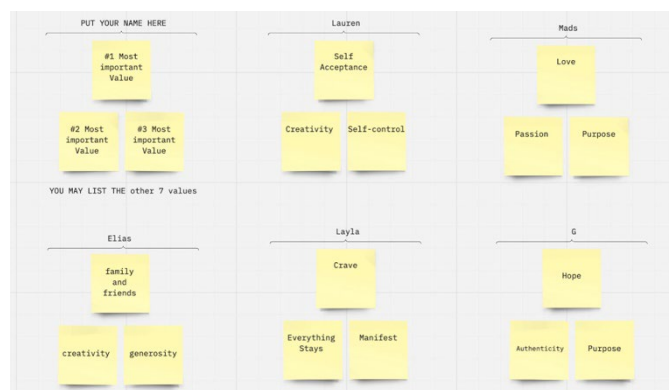 PUT YOUR NAME HERE
#1 Most
important
Value
#2 Most
important
Value
#3 Most
important
Value
YOU MAY LIST THE other 7 values
Lauren
Self
Acceptance
Creativity
Self-control
Mads
Love
Passion
Purpose
Elias
family
and
friends
creativity
generosity
Layla
Crave
Everything
Stays
Manifest
G
Hope
Authenticity
Purpose